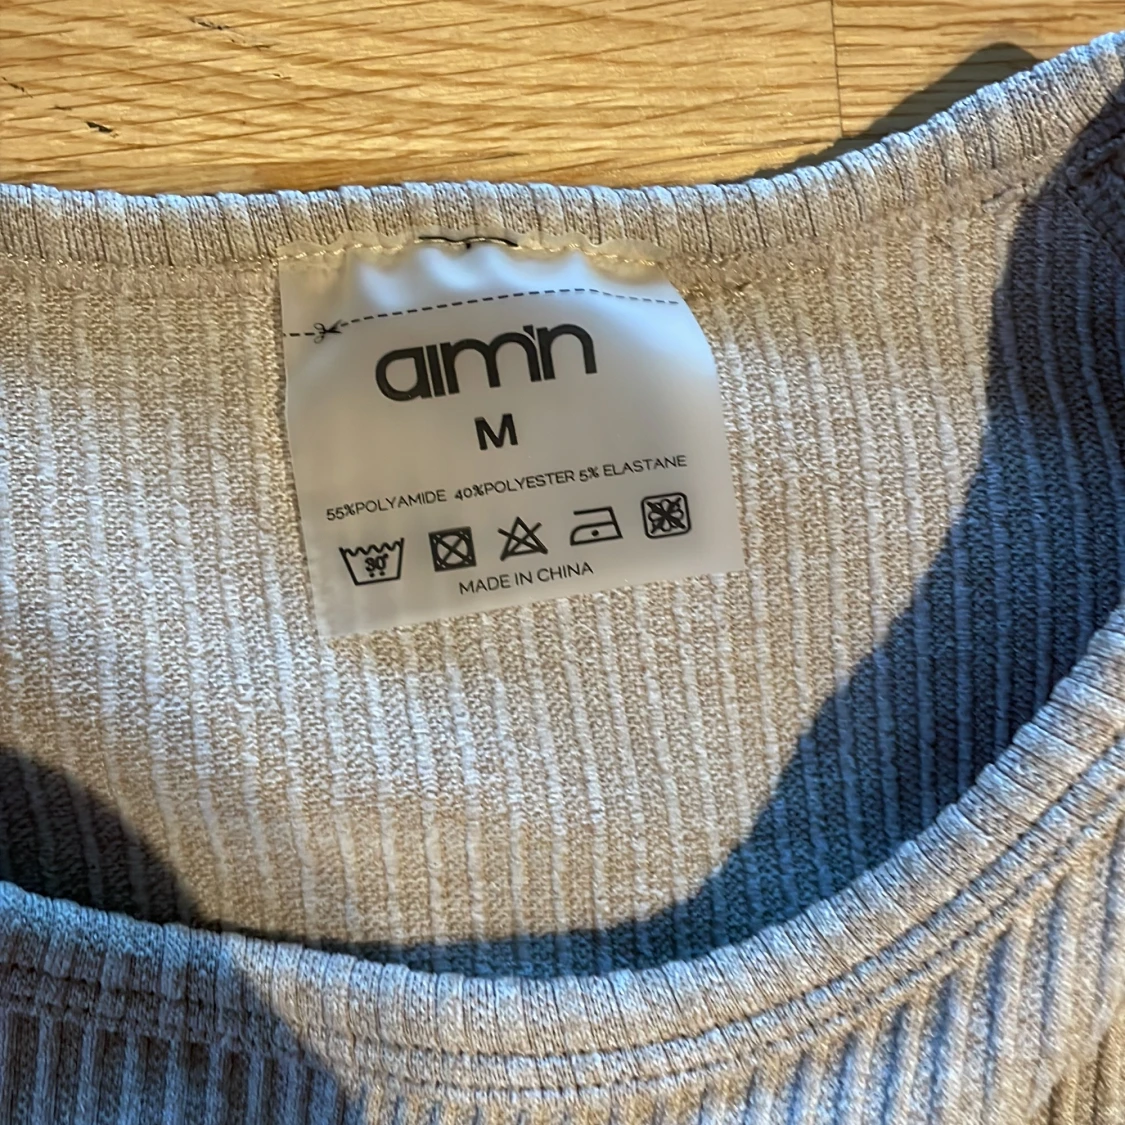 aim'n
M
55%POLYAMIDE 40%POLYESTER 5% ELASTANE
30°
MADE IN CHINA